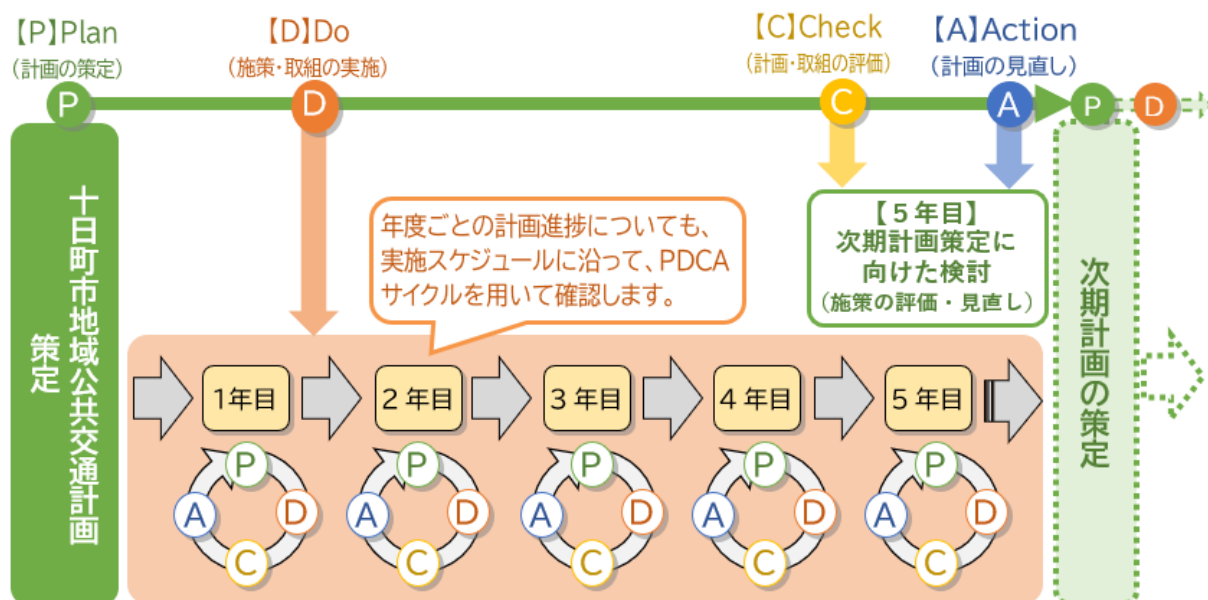 【P】Plan
(計画の策定)
【D】Do
(施策・取組の実施)
【C】Check
(計画・取組の評価)
【A】Action
(計画の見直し)
P
D
C
A
P
D
十日町市地域公共交通計画
策定
年度ごとの計画進捗についても、
実施スケジュールに沿って、PDCA
サイクルを用いて確認します。
【5年目】
次期計画策定に
向けた検討
(施策の評価・見直し)
次期計画の策定
1年目
2年目
3年目
4年目
5年目
P
D
C
A
P
D
C
A
P
D
C
A
P
D
C
A
P
D
C
A